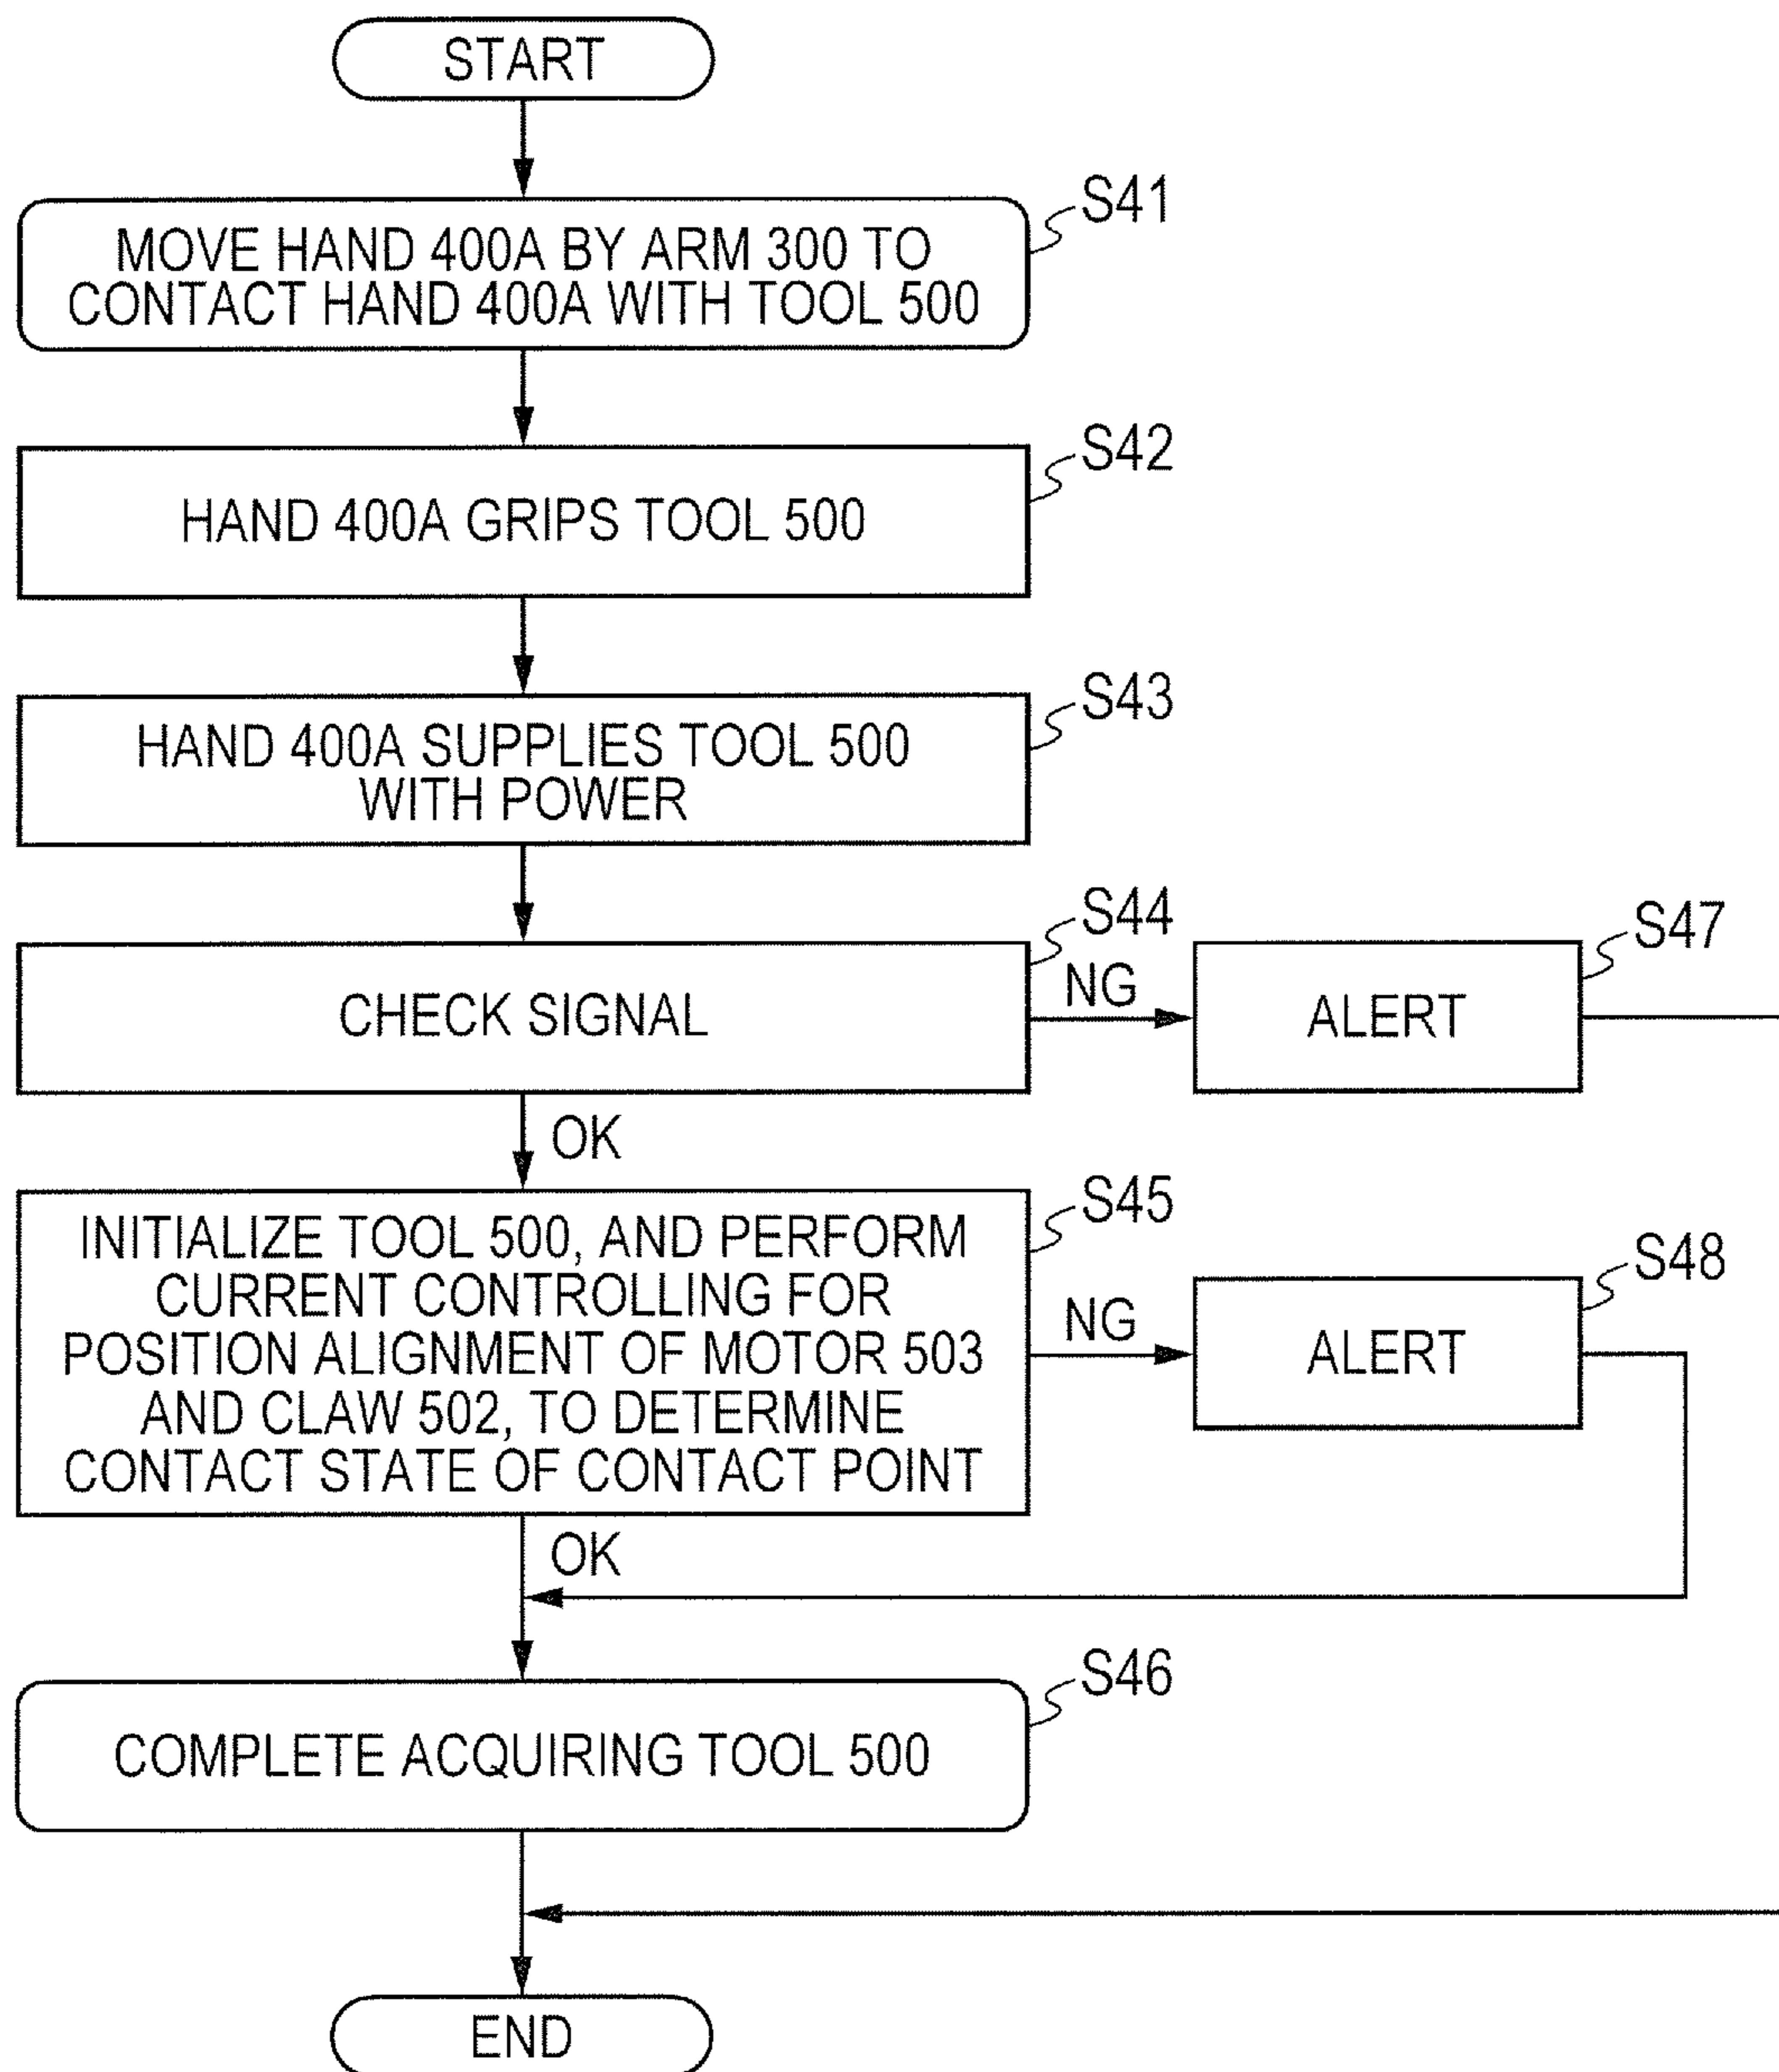 START
S41
MOVE HAND 400A BY ARM 300 TO
CONTACT HAND 400A WITH TOOL 500
S42
HAND 400A GRIPS TOOL 500
S43
HAND 400A SUPPLIES TOOL 500
WITH POWER
S44
CHECK SIGNAL
NG
S47
ALERT
OK
S45
INITIALIZE TOOL 500, AND PERFORM
CURRENT CONTROLLING FOR
POSITION ALIGNMENT OF MOTOR 503
AND CLAW 502, TO DETERMINE
CONTACT STATE OF CONTACT POINT
NG
S48
ALERT
OK
S46
COMPLETE ACQUIRING TOOL 500
END